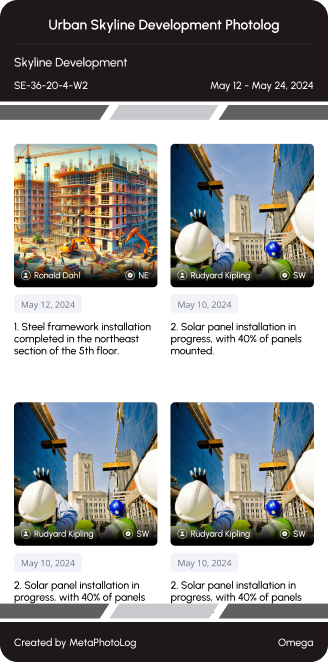 Urban Skyline Development Photolog
Skyline Development
SE-36-20-4-W2
May 12 - May 24, 2024
Ronald Dahl
NE
Rudyard Kipling
SW
May 12, 2024
May 10, 2024
1. Steel framework installation
completed in the northeast
section of the 5th floor.
2. Solar panel installation in
progress, with 40% of panels
mounted.
Rudyard Kipling
SW
Rudyard Kipling
SW
May 10, 2024
May 10, 2024
2. Solar panel installation in
progress, with 40% of panels
2. Solar panel installation in
progress, with 40% of panels
Created by MetaPhotoLog
Omega